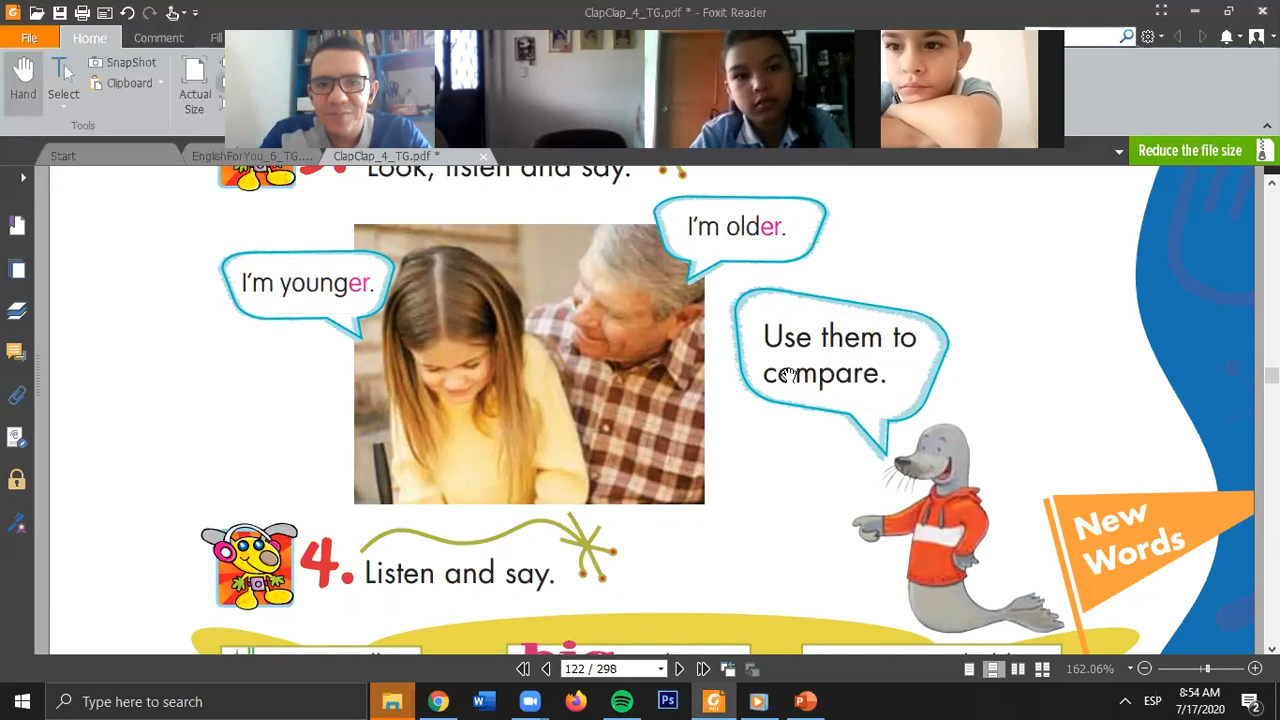 ClapClap_4_TG.pdf * - Foxit Reader
File
Home
Comment
Fill
Hand
Select
SnapShot
Clipboard
Actual
Size
Tools
Start
EnglishForYou_6_TG....
ClapClap_4_TG.pdf *
Reduce the file size
Look, listen and say.
I'm older.
I'm younger.
Use them to
compare.
New
Words
4.
Listen and say.
big
122 / 298
162.06%
Type here to search
ESP
8:54 AM
7/17/2020
2